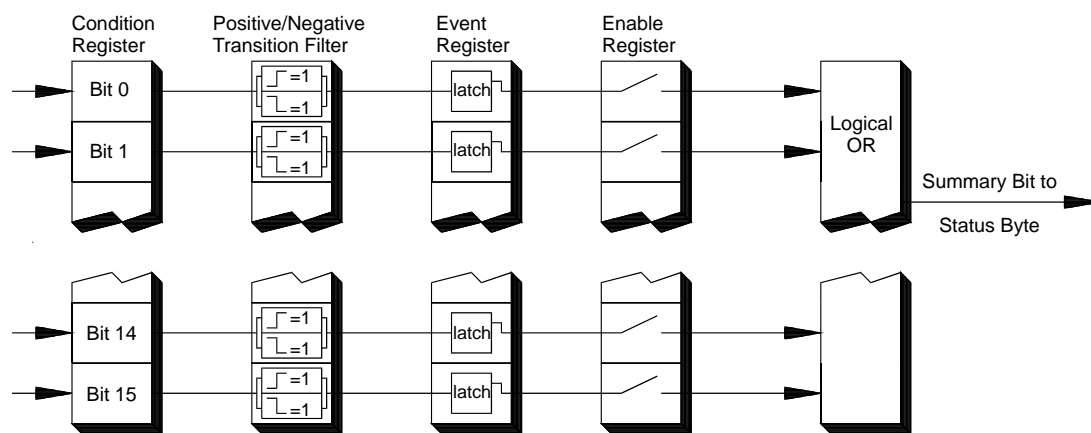 Condition
Register
Positive/Negative
Transition Filter
Event
Register
Enable
Register
Bit 0
=1
=1
latch
Bit 1
=1
=1
latch
Logical
OR
Summary Bit to
Status Byte
Bit 14
=1
=1
latch
Bit 15
=1
=1
latch